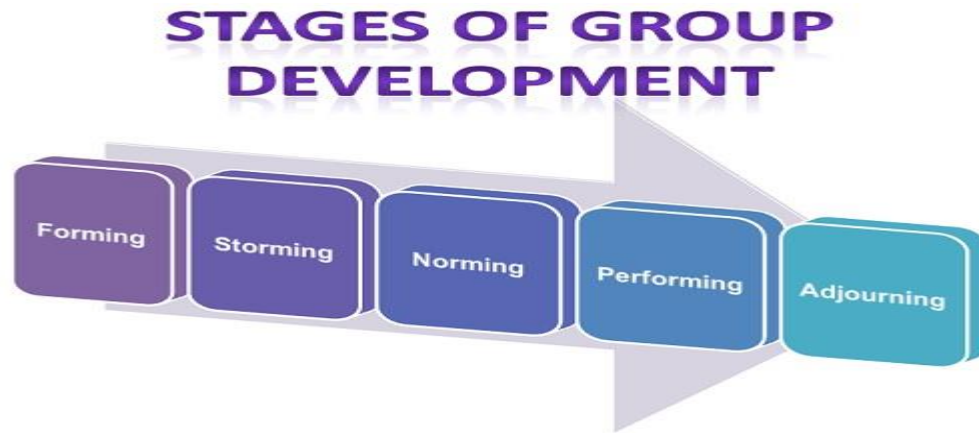 STAGES OF GROUP
DEVELOPMENT
Forming
Storming
Norming
Performing
Adjourning